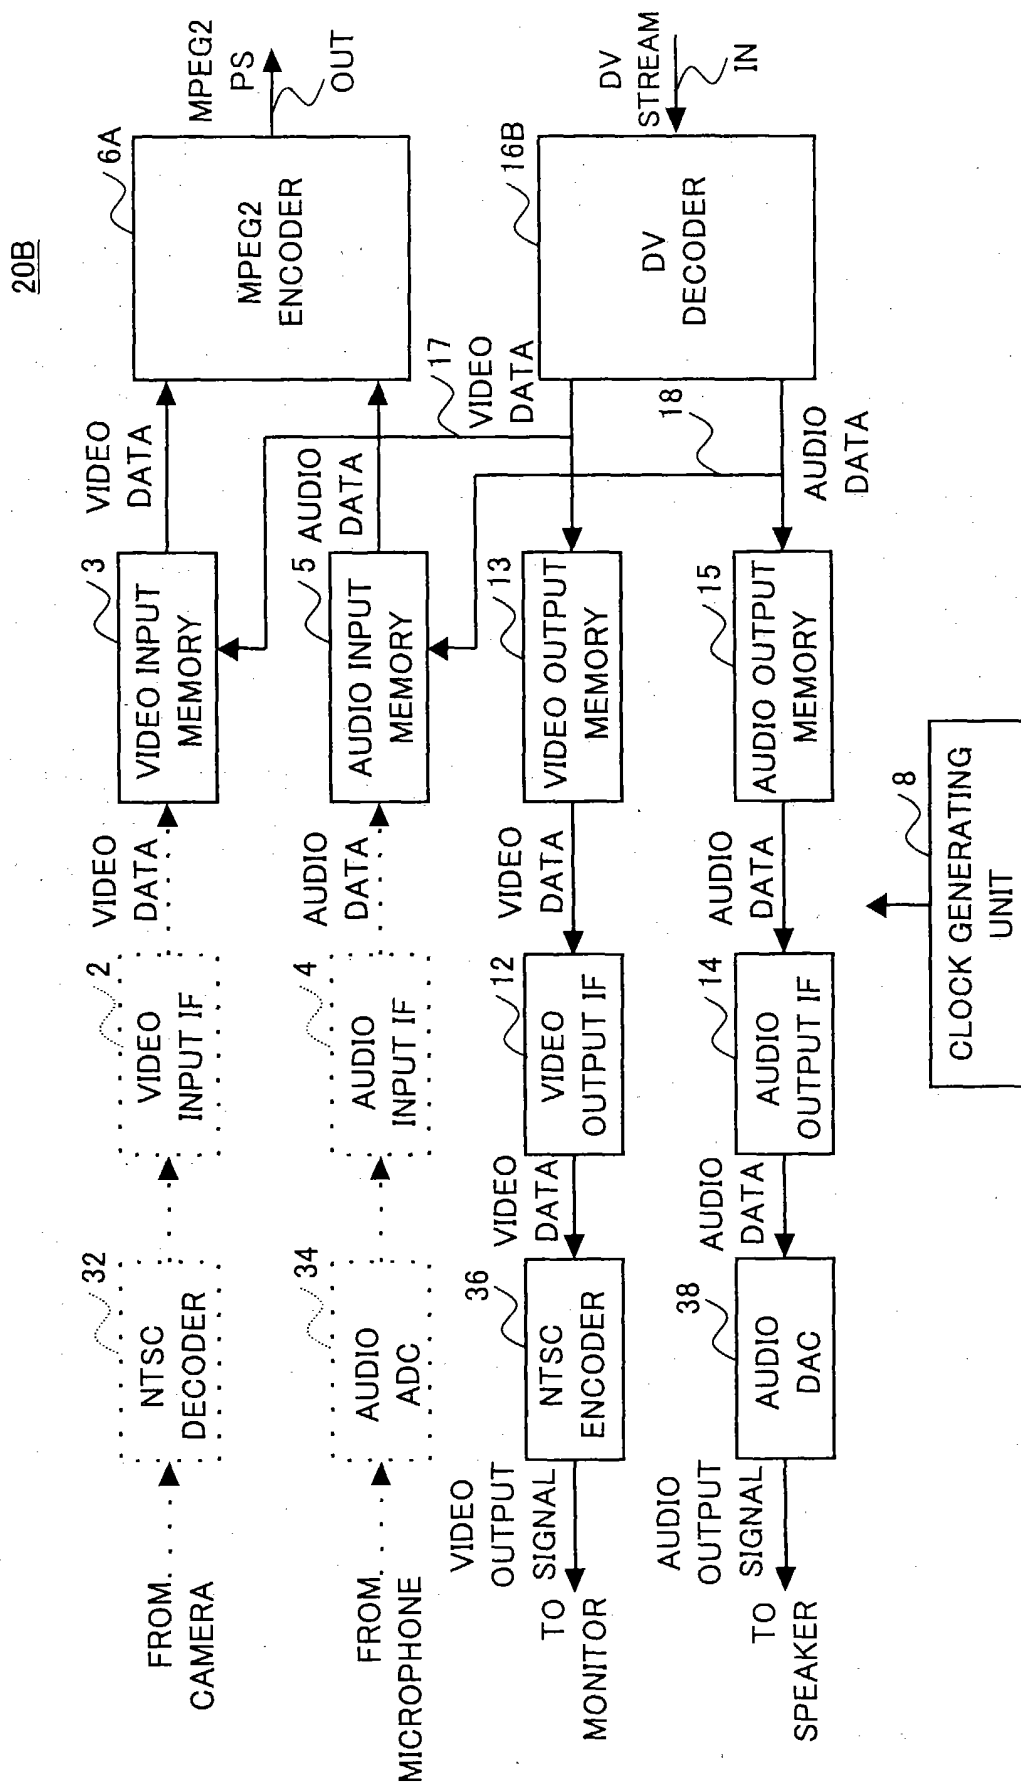 20B
FROM
CAMERA
32
NTSC
DECODER
2
VIDEO
INPUT IF
VIDEO
DATA
3
VIDEO INPUT
MEMORY
VIDEO
DATA
6A
MPEG2
ENCODER
MPEG2
PS
OUT
FROM
MICROPHONE
34
AUDIO
ADC
4
AUDIO
INPUT IF
AUDIO
DATA
5
AUDIO INPUT
MEMORY
AUDIO
DATA
17
TO
MONITOR
VIDEO
OUTPUT
SIGNAL
36
NTSC
ENCODER
VIDEO
DATA
12
VIDEO
OUTPUT IF
VIDEO
DATA
13
VIDEO OUTPUT
MEMORY
VIDEO
DATA
16B
DV
DECODER
DV
STREAM
IN
TO
SPEAKER
AUDIO
OUTPUT
SIGNAL
38
AUDIO
DAC
AUDIO
DATA
14
AUDIO
OUTPUT IF
AUDIO
DATA
15
AUDIO OUTPUT
MEMORY
18
AUDIO
DATA
8
CLOCK GENERATING
UNIT